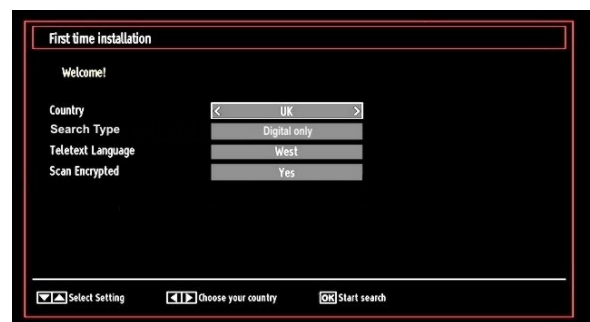 First time installation
Welcome!
Country < UK >
Search Type Digital only
Teletext Language West
Scan Encrypted Yes
Select Setting Choose your country OK Start search